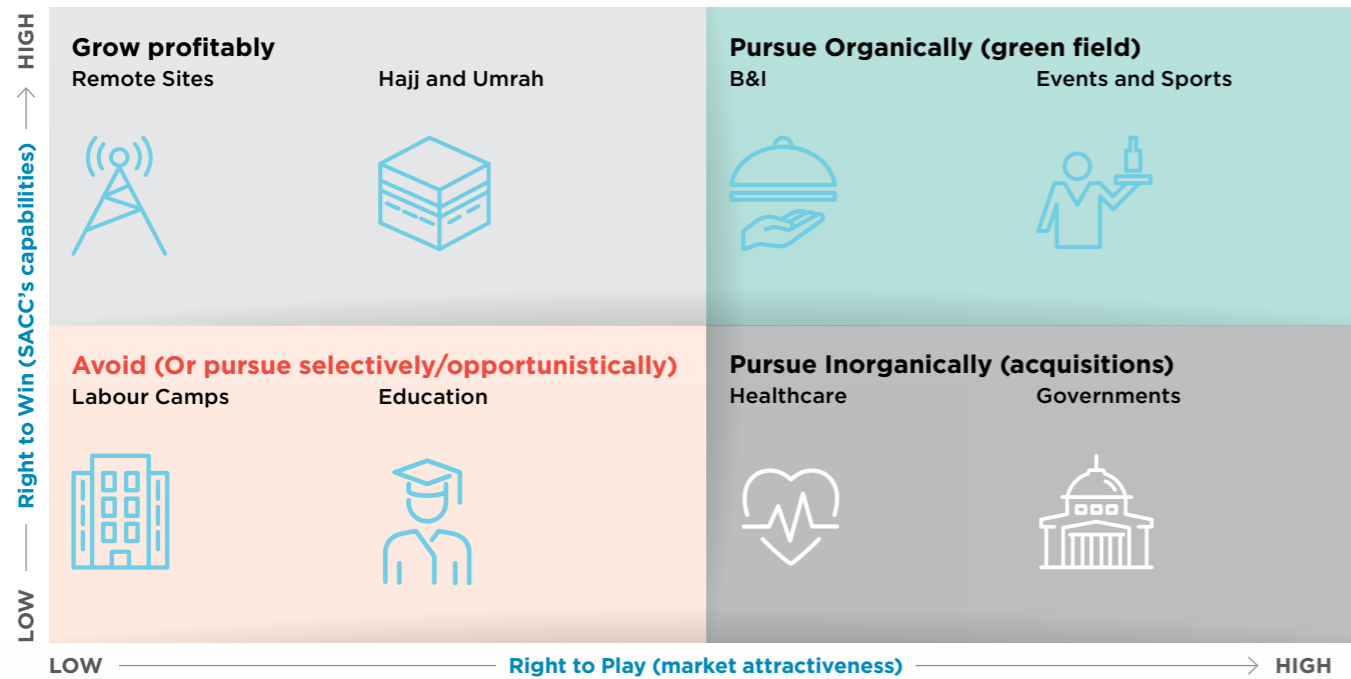 HIGH
Right to Win (SACC’s capabilities)
LOW
Grow profitably
Remote Sites
Hajj and Umrah
Pursue Organically (green field)
B&I
Events and Sports
Avoid (Or pursue selectively/opportunistically)
Labour Camps
Education
Pursue Inorganically (acquisitions)
Healthcare
Governments
LOW
Right to Play (market attractiveness)
HIGH